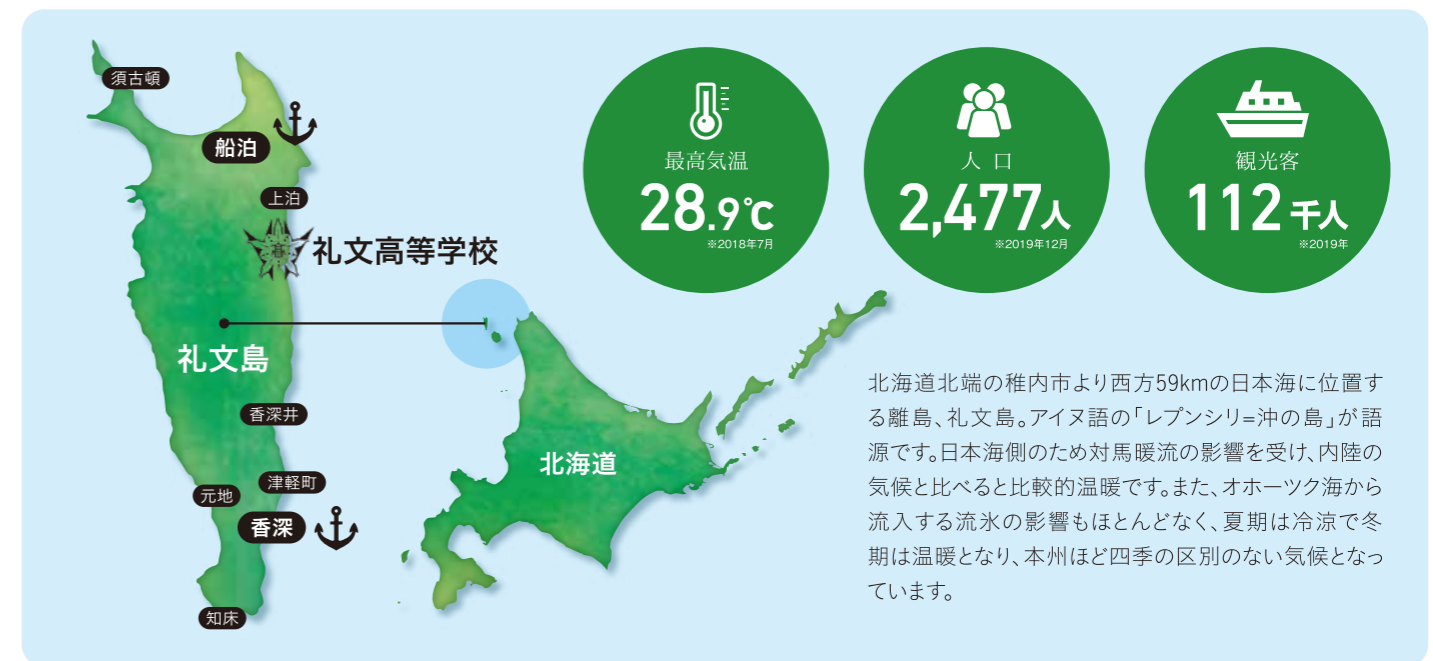 須古頓
船泊
上泊
礼文高等学校
礼文島
香深井
津軽町
元地
香深
知床
北海道
最高気温
28.9℃
※2018年7月
人口
2,477人
※2019年12月
観光客
112千人
※2019年
北海道北端の稚内市より西方59kmの日本海に位置す
る離島、礼文島。アイヌ語の「レプンシリ=沖の島」が語
源です。日本海側のため対馬暖流の影響を受け、内陸の
気候と比べると比較的温暖です。また、オホーツク海から
流入する流氷の影響もほとんどなく、夏期は冷涼で冬
期は温暖となり、本州ほど四季の区別のない気候となっ
ています。